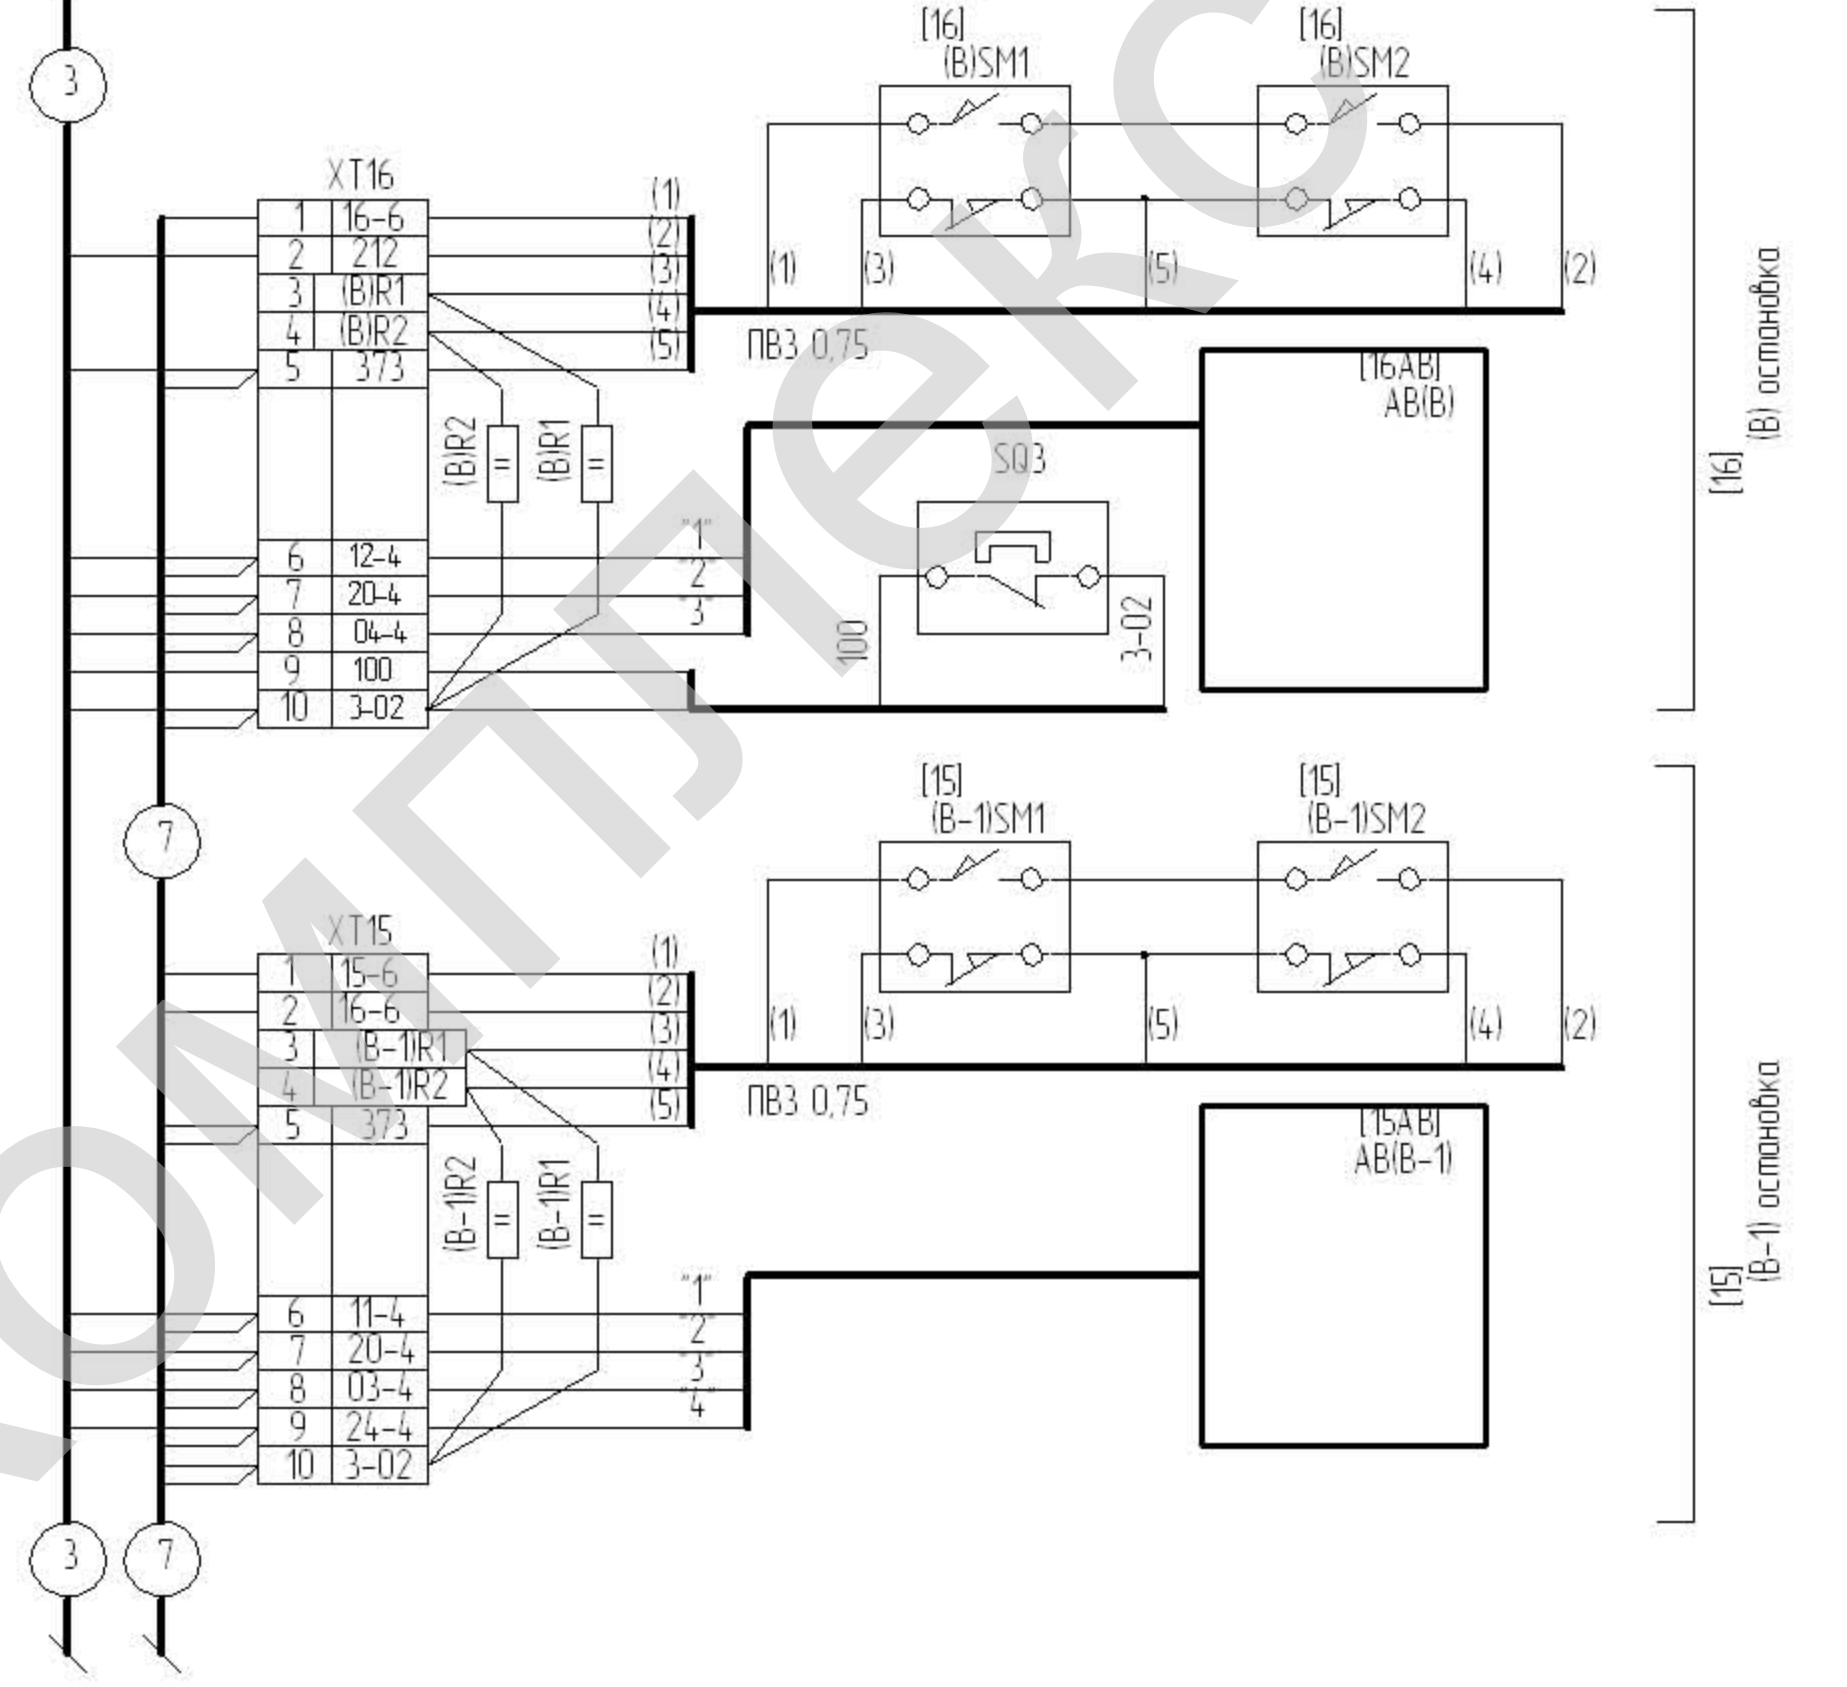 3
[16]
(В)SM1
[16]
(В)SM2
XT16
1 16-6
2 212
3 (В)R1
4 (В)R2
5 373
6 12-4
7 20-4
8 04-4
9 100
10 3-02
(1)
(2)
(3)
(4)
(5)
(1) (3) (5) (4) (2)
ПВ3 0,75
[16АВ]
АВ(В)
(В)R2
(В)R1
SQ3
"1"
"2"
"3"
100
3-02
[16]
(В) остановка
7
[15]
(В-1)SM1
[15]
(В-1)SM2
XT15
1 15-6
2 16-6
3 (В-1)R1
4 (В-1)R2
5 373
6 11-4
7 20-4
8 03-4
9 24-4
10 3-02
(1)
(2)
(3)
(4)
(5)
(1) (3) (5) (4) (2)
ПВ3 0,75
[15АВ]
АВ(В-1)
(В-1)R2
(В-1)R1
"1"
"2"
"3"
"4"
[15]
(В-1) остановка
3 7
комплекс